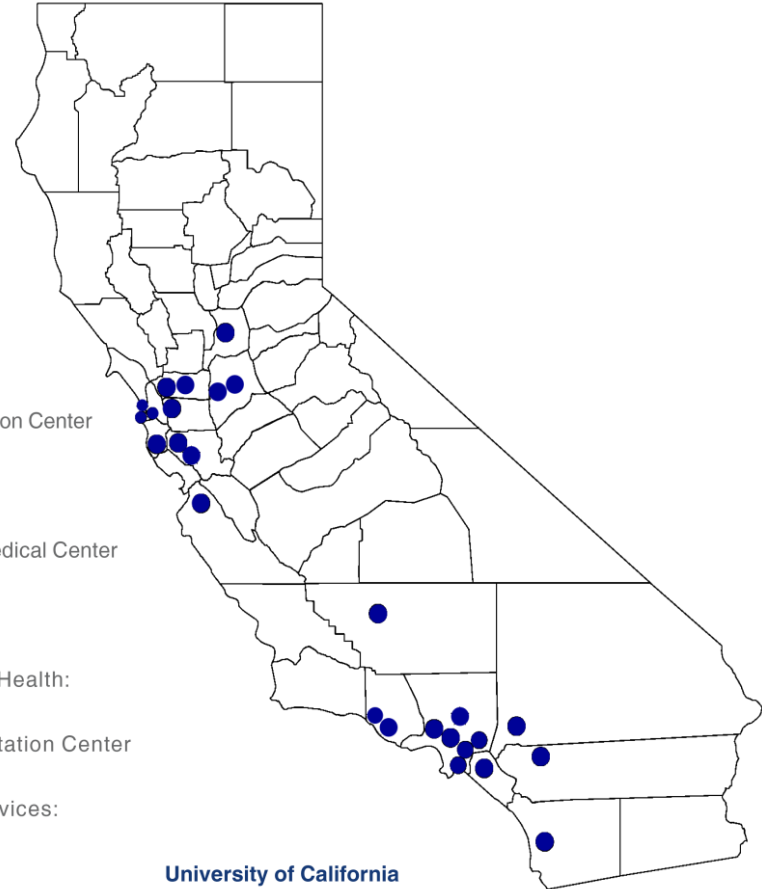 on Center
edical Center
Health:
tation Center
vices:
University of California